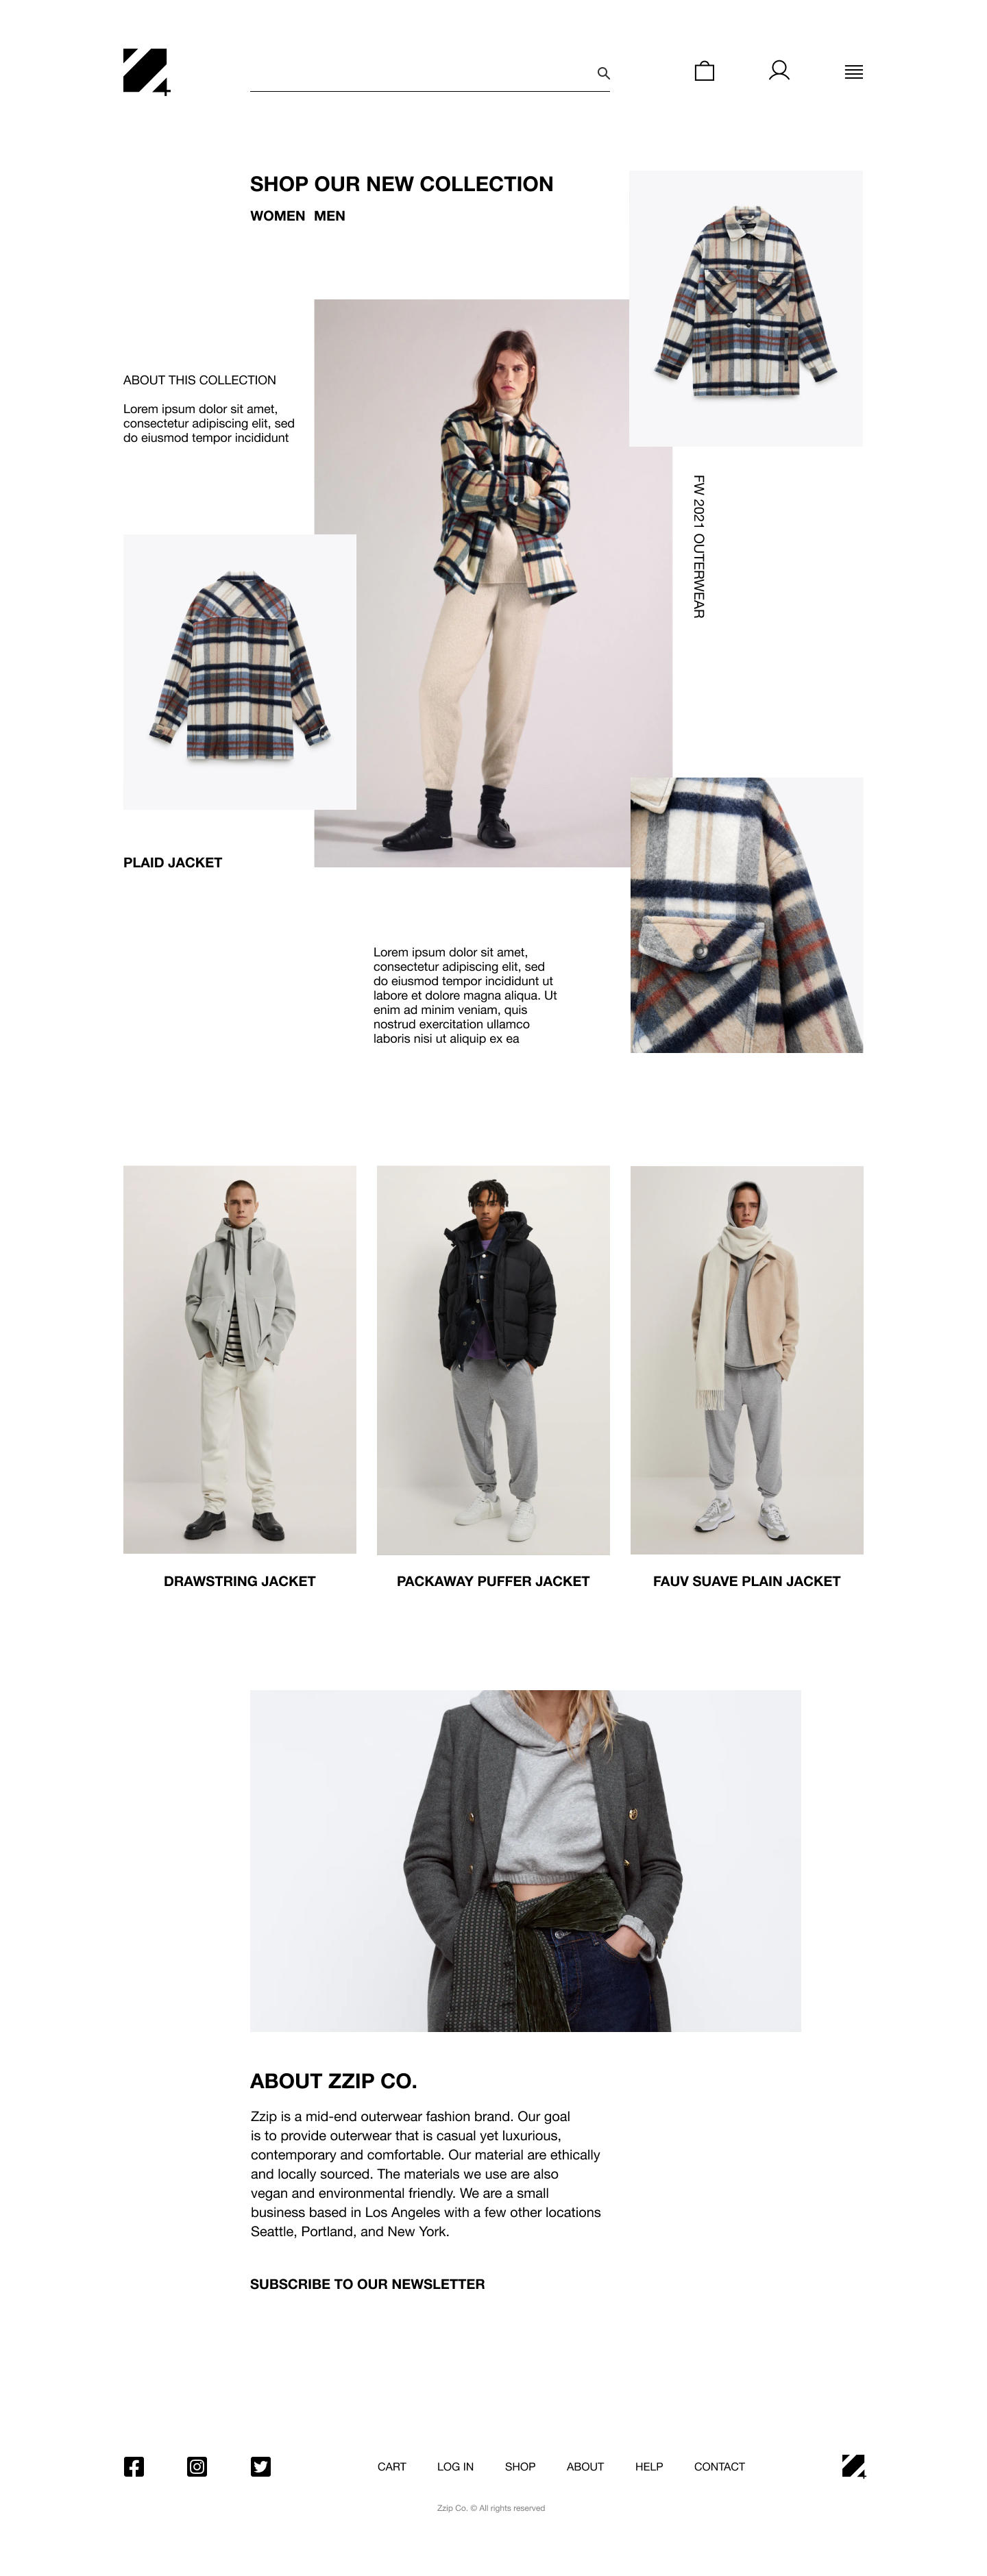 SHOP OUR NEW COLLECTION
WOMEN MEN
ABOUT THIS COLLECTION
Lorem ipsum dolor sit amet,
consectetur adipiscing elit, sed
do eiusmod tempor incididunt
FW 2021 OUTERWEAR
PLAID JACKET
Lorem ipsum dolor sit amet,
consectetur adipiscing elit, sed
do eiusmod tempor incididunt ut
labore et dolore magna aliqua. Ut
enim ad minim veniam, quis
nostrud exercitation ullamco
laboris nisi ut aliquip ex ea
DRAWSTRING JACKET
PACKAWAY PUFFER JACKET
FAUV SUAVE PLAIN JACKET
ABOUT ZZIP CO.
Zzip is a mid-end outerwear fashion brand. Our goal
is to provide outerwear that is casual yet luxurious,
contemporary and comfortable. Our material are ethically
and locally sourced. The materials we use are also
vegan and environmental friendly. We are a small
business based in Los Angeles with a few other locations
Seattle, Portland, and New York.
SUBSCRIBE TO OUR NEWSLETTER
CART LOG IN SHOP ABOUT HELP CONTACT
Zzip Co. © All rights reserved